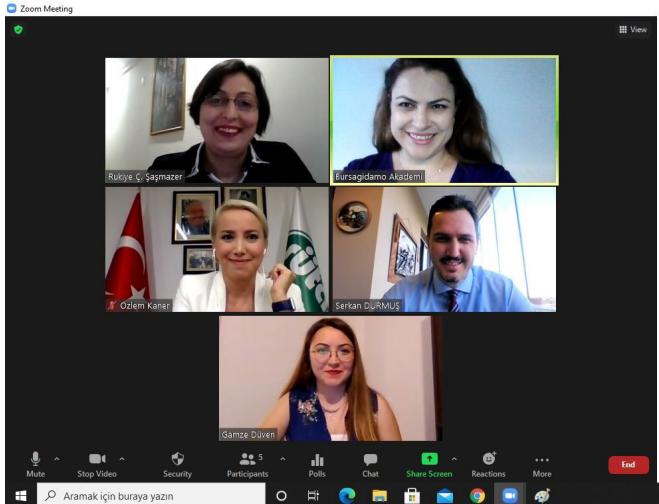 Zoom Meeting
View
Rukiye Ç. Şaşmazer
Bursagidamo Akademi
Özlem Kaner
Serkan DURMUŞ
Gamze Düven
5
Mute
Stop Video
Security
Participants
Polls
Chat
Share Screen
Reactions
More
End
Aramak için buraya yazın